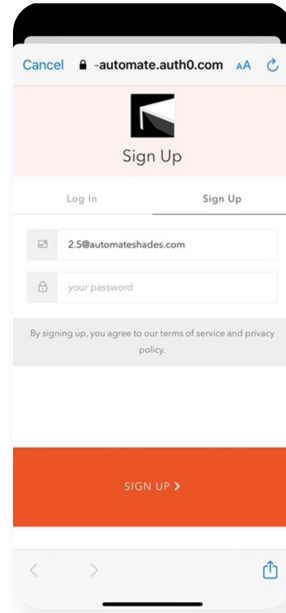 Cancel -automate.auth0.com AA
Sign Up
Log In Sign Up
2.5@automateshades.com
your password
By signing up, you agree to our terms of service and privacy
policy.
SIGN UP >